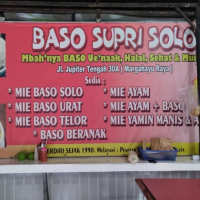 BASO SUPRI SOLO
Mbah'nya BASO Ue'naak, Halal, Sehat & Mu
Jl. Jupiter Tengah 30A ( Margahayu Raya)
Sedia :
* MIE BASO SOLO * MIE AYAM
* MIE BASO URAT * MIE AYAM + BASO
* MIE BASO TELOR * MIE YAMIN MANIS & A
* BASO BERANAK
BERDIRI SEJAK 1990. Melayani :